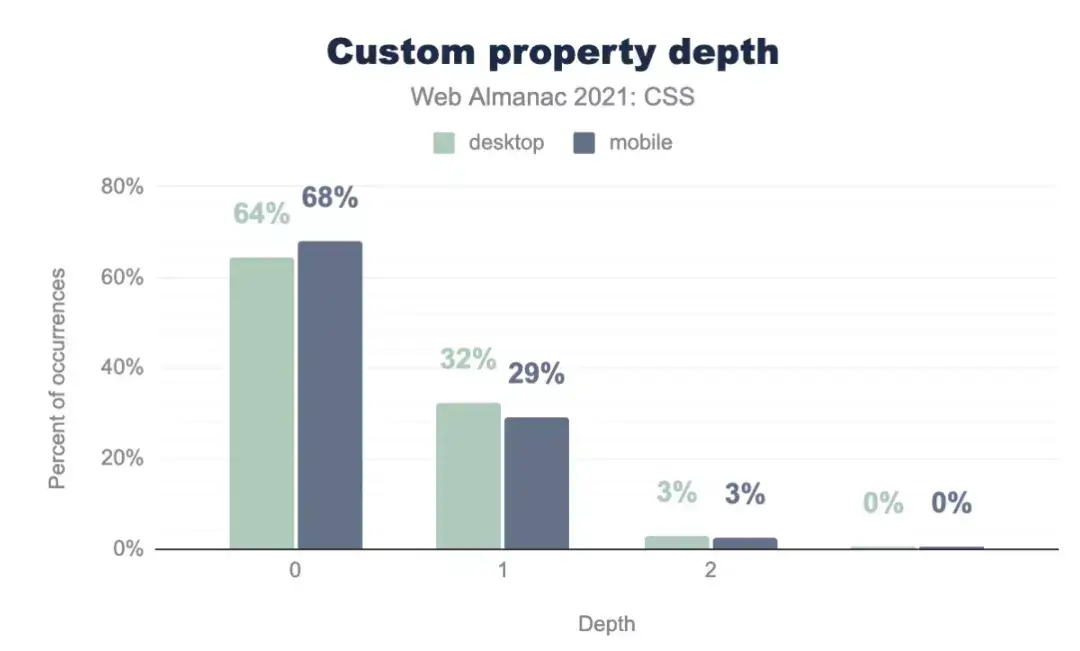 Custom property depth
Web Almanac 2021: CSS
desktop mobile
80%
64% 68%
60%
40%
32% 29%
20%
3% 3%
0% 0%
0%
0 1 2
Percent of occurrences
Depth